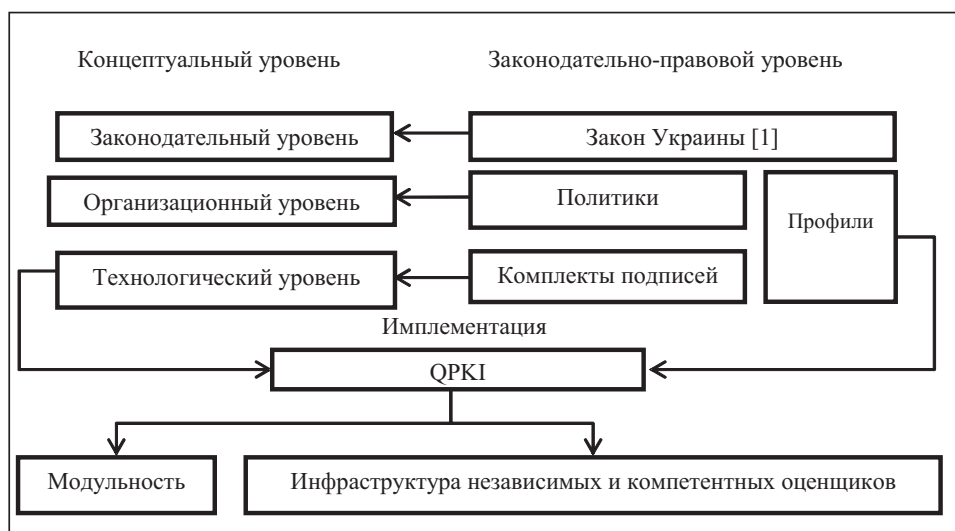 Концептуальный уровень
Законодательно-правовой уровень
Законодательный уровень
Закон Украины [1]
Организационный уровень
Политики
Профили
Технологический уровень
Комплекты подписей
Имплементация
QPKI
Модульность
Инфраструктура независимых и компетентных оценщиков